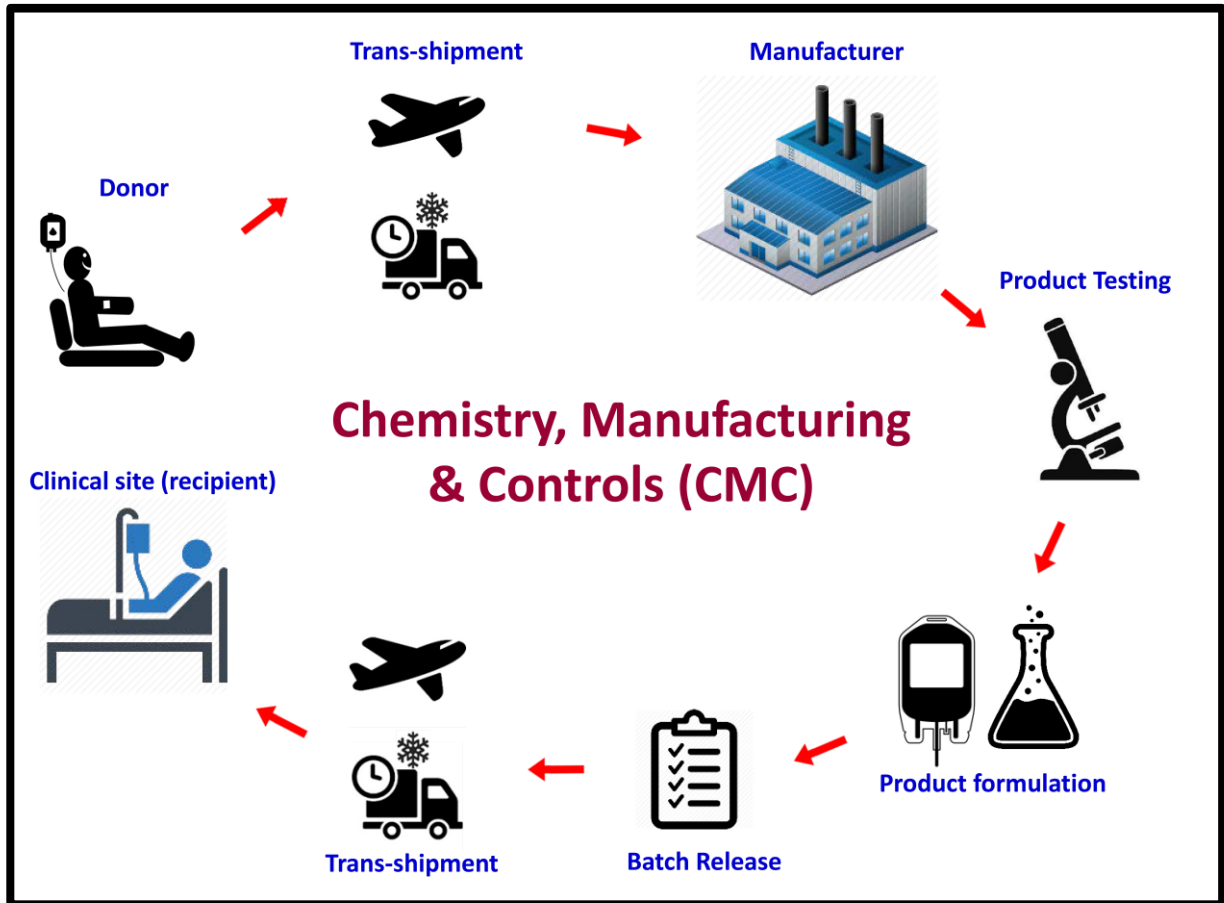 Trans-shipment
Manufacturer
Donor
Product Testing
Chemistry, Manufacturing
& Controls (CMC)
Clinical site (recipient)
Product formulation
Trans-shipment
Batch Release